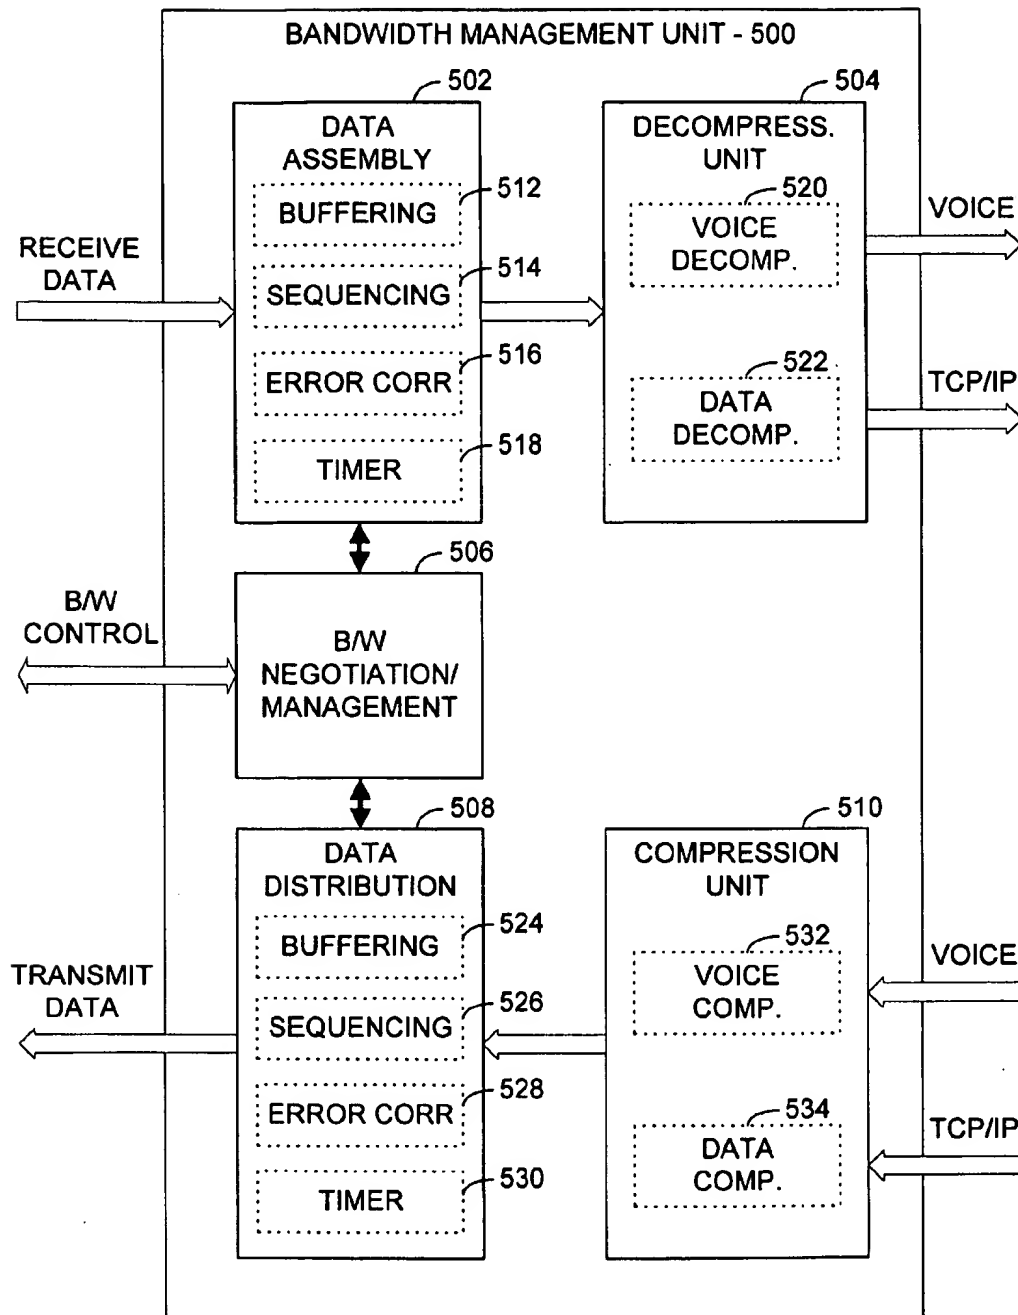 BANDWIDTH MANAGEMENT UNIT - 500
502
DATA
ASSEMBLY
512
BUFFERING
514
SEQUENCING
516
ERROR CORR
518
TIMER
504
DECOMPRESS.
UNIT
520
VOICE
DECOMP.
522
DATA
DECOMP.
VOICE
TCP/IP
RECEIVE
DATA
506
B/W
NEGOTIATION/
MANAGEMENT
B/W
CONTROL
508
DATA
DISTRIBUTION
524
BUFFERING
526
SEQUENCING
528
ERROR CORR
530
TIMER
510
COMPRESSION
UNIT
532
VOICE
COMP.
534
DATA
COMP.
VOICE
TCP/IP
TRANSMIT
DATA